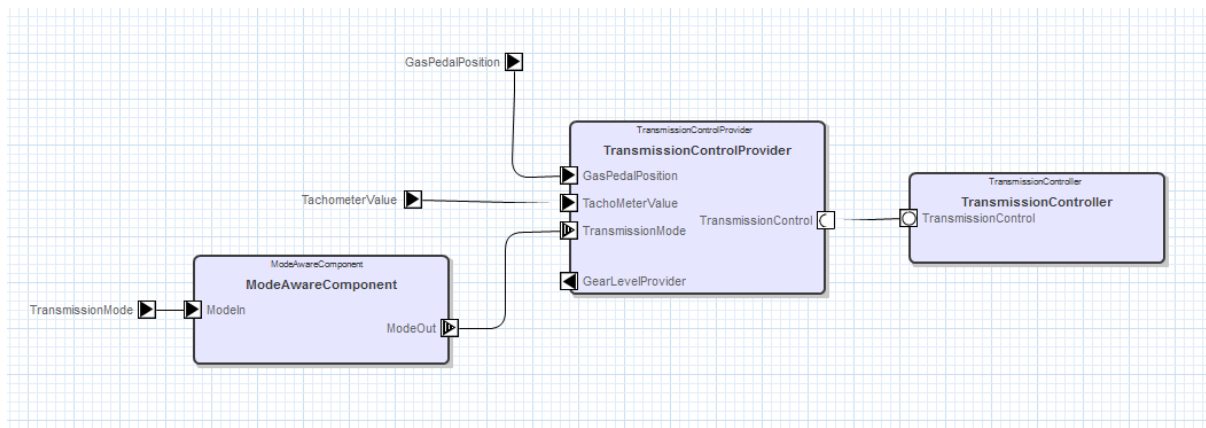 GasPedalPosition
TransmissionControlProvider
TransmissionControlProvider
GasPedalPosition
TachometerValue
TachoMeterValue
TransmissionMode
TransmissionControl
GearLevelProvider
TransmissionController
TransmissionController
TransmissionControl
ModeAwareComponent
ModeAwareComponent
TransmissionMode
ModeIn
ModeOut